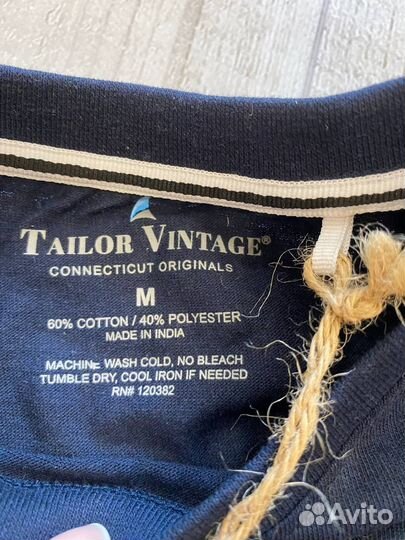 TAILOR VINTAGE®
CONNECTICUT ORIGINALS
M
60% COTTON / 40% POLYESTER
MADE IN INDIA
MACHINE WASH COLD, NO BLEACH
TUMBLE DRY, COOL IRON IF NEEDED
RN# 120382
Avito